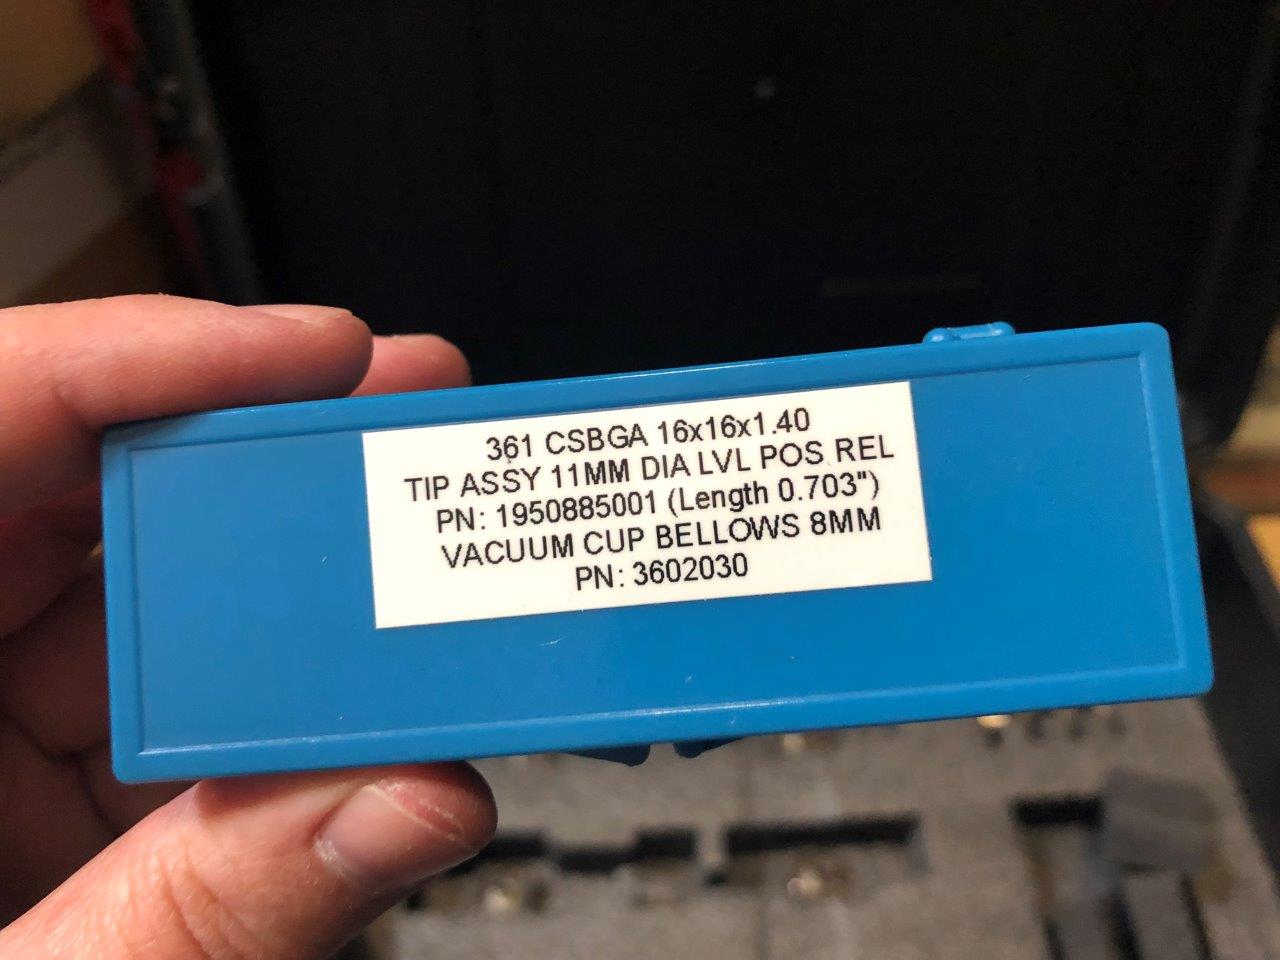 361 CSBGA 16x16x1.40
TIP ASSY 11MM DIA LVL POS REL
PN: 1950885001 (Length 0.703")
VACUUM CUP BELLOWS 8MM
PN: 3602030